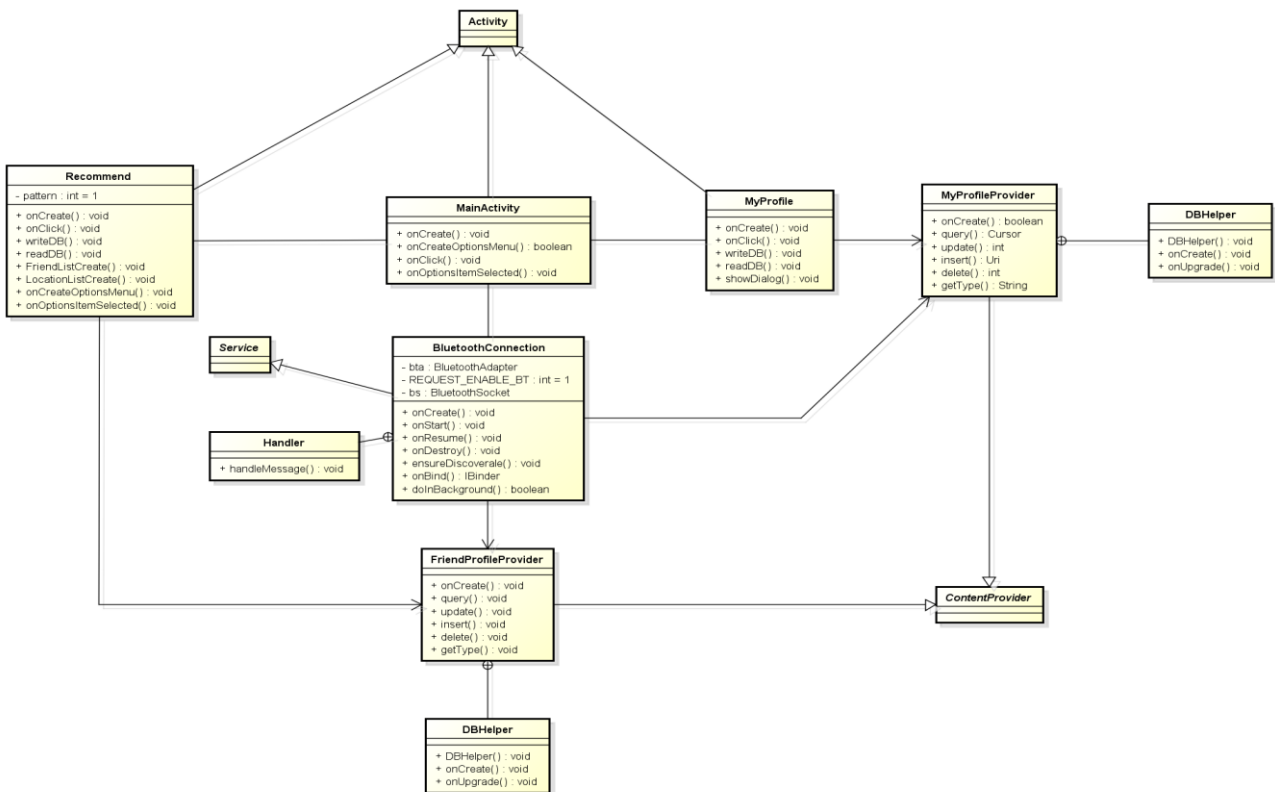 Activity
Recommend
- pattern : int = 1
+ onCreate() : void
+ onClick() : void
+ writeDB() : void
+ readDB() : void
+ FriendListCreate() : void
+ LocationListCreate() : void
+ onCreateOptionsMenu() : void
+ onOptionsItemSelected() : void
MainActivity
+ onCreate() : void
+ onCreateOptionsMenu() : boolean
+ onClick() : void
+ onOptionsItemSelected() : void
MyProfile
+ onCreate() : void
+ onClick() : void
+ writeDB() : void
+ readDB() : void
+ showDialog() : void
MyProfileProvider
+ onCreate() : boolean
+ query() : Cursor
+ update() : int
+ insert() : Uri
+ delete() : int
+ getType() : String
DBHelper
+ DBHelper() : void
+ onCreate() : void
+ onUpgrade() : void
Service
BluetoothConnection
- bta : BluetoothAdapter
- REQUEST_ENABLE_BT : int = 1
- bs : BluetoothSocket
+ onCreate() : void
+ onStart() : void
+ onResume() : void
+ onDestroy() : void
+ ensureDiscoverale() : void
+ onBind() : IBinder
+ doInBackground() : boolean
Handler
+ handleMessage() : void
FriendProfileProvider
+ onCreate() : void
+ query() : void
+ update() : void
+ insert() : void
+ delete() : void
+ getType() : void
ContentProvider
DBHelper
+ DBHelper() : void
+ onCreate() : void
+ onUpgrade() : void